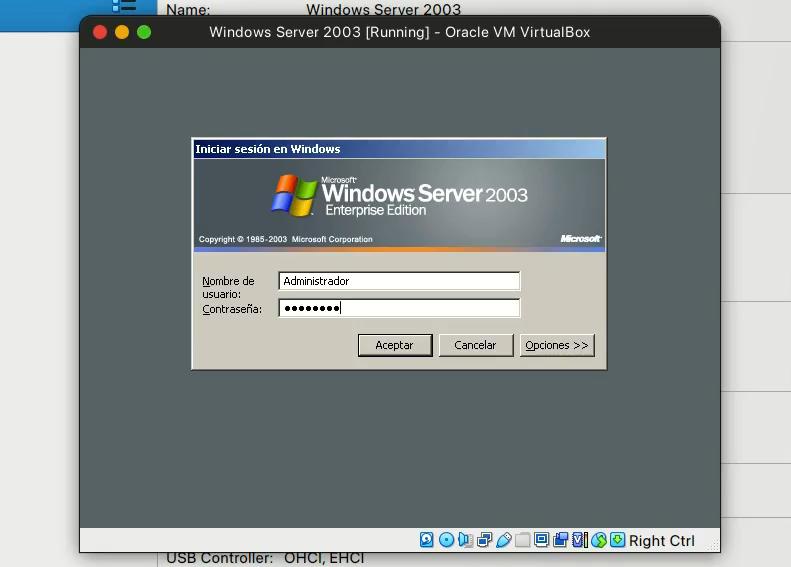 Name: Windows Server 2003
Windows Server 2003 [Running] - Oracle VM VirtualBox
Iniciar sesión en Windows
Microsoft
Windows Server 2003
Enterprise Edition
Copyright © 1985-2003 Microsoft Corporation Microsoft
Nombre de
usuario:
Administrador
Contraseña:
Aceptar Cancelar Opciones >>
Right Ctrl
USB Controller: OHCI, EHCI